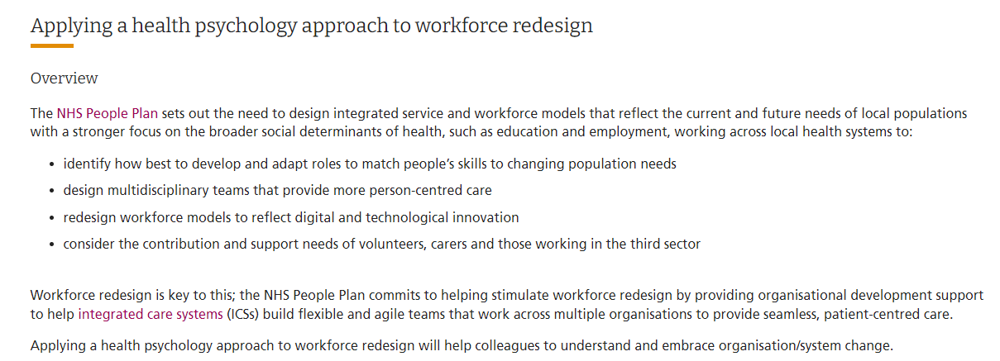 Applying a health psychology approach to workforce redesign
Overview
The NHS People Plan sets out the need to design integrated service and workforce models that reflect the current and future needs of local populations
with a stronger focus on the broader social determinants of health, such as education and employment, working across local health systems to:
• identify how best to develop and adapt roles to match people’s skills to changing population needs
• design multidisciplinary teams that provide more person-centred care
• redesign workforce models to reflect digital and technological innovation
• consider the contribution and support needs of volunteers, carers and those working in the third sector
Workforce redesign is key to this; the NHS People Plan commits to helping stimulate workforce redesign by providing organisational development support
to help integrated care systems (ICSs) build flexible and agile teams that work across multiple organisations to provide seamless, patient-centred care.
Applying a health psychology approach to workforce redesign will help colleagues to understand and embrace organisation/system change.